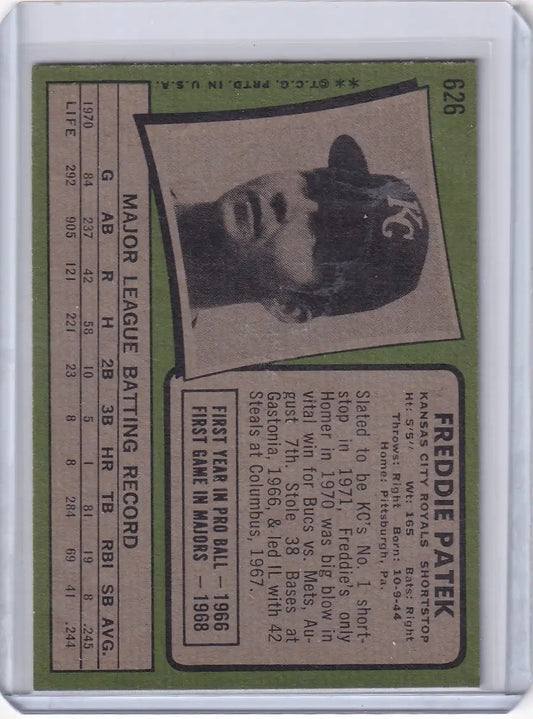 626
**©T.C.G. PRTD. IN U.S.A.
KC
FREDDIE PATEK
KANSAS CITY ROYALS SHORTSTOP
Ht: 5'5" Wt: 165 Bats: Right
Throws: Right Born: 10-9-44
Home: Pittsburgh, Pa.
Slated to be KC's No. 1 short-
stop in 1971, Freddie's only
Homer in 1970 was big blow in
vital win for Bucs vs. Mets, Au-
gust 7th. Stole 38 Bases at
Gastonia, 1966, & led IL with 42
Steals at Columbus, 1967.
FIRST YEAR IN PRO BALL — 1966
FIRST GAME IN MAJORS — 1968
MAJOR LEAGUE BATTING RECORD
G AB R H 2B 3B HR TB RBI SB AVG.
1970 84 237 42 58 10 5 1 81 19 8 .245
LIFE 292 905 121 221 23 8 8 284 69 41 .244